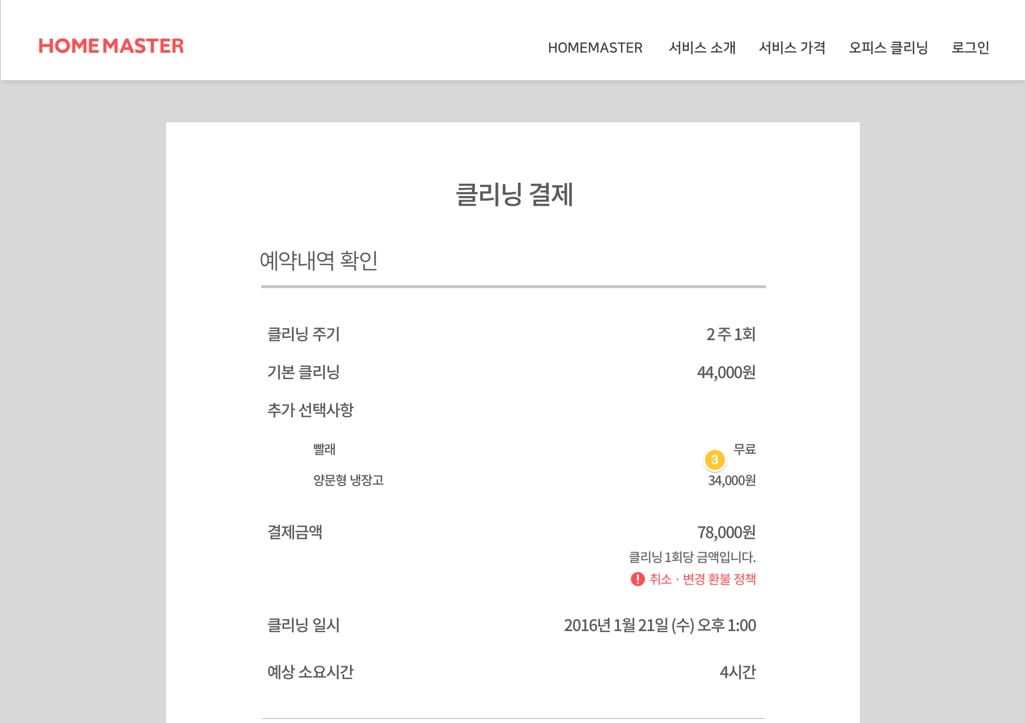 HOMEMASTER
HOMEMASTER 서비스 소개 서비스 가격 오피스 클리닝 로그인
클리닝 결제
예약내역 확인
클리닝 주기 2 주 1회
기본 클리닝 44,000원
추가 선택사항
빨래 무료
3
양문형 냉장고 34,000원
결제금액 78,000원
클리닝 1회당 금액입니다.
! 취소 · 변경 환불 정책
클리닝 일시 2016년 1월 21일 (수) 오후 1:00
예상 소요시간 4시간